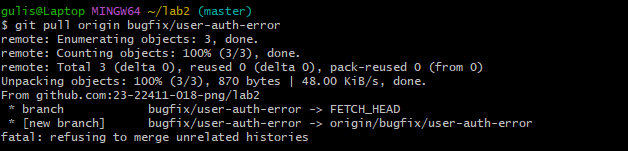 gulis@Laptop MINGW64 ~/lab2 (master)
$ git pull origin bugfix/user-auth-error
remote: Enumerating objects: 3, done.
remote: Counting objects: 100% (3/3), done.
remote: Total 3 (delta 0), reused 0 (delta 0), pack-reused 0 (from 0)
Unpacking objects: 100% (3/3), 870 bytes | 48.00 KiB/s, done.
From github.com:23-22411-018-png/lab2
 * branch            bugfix/user-auth-error -> FETCH_HEAD
 * [new branch]      bugfix/user-auth-error -> origin/bugfix/user-auth-error
fatal: refusing to merge unrelated histories